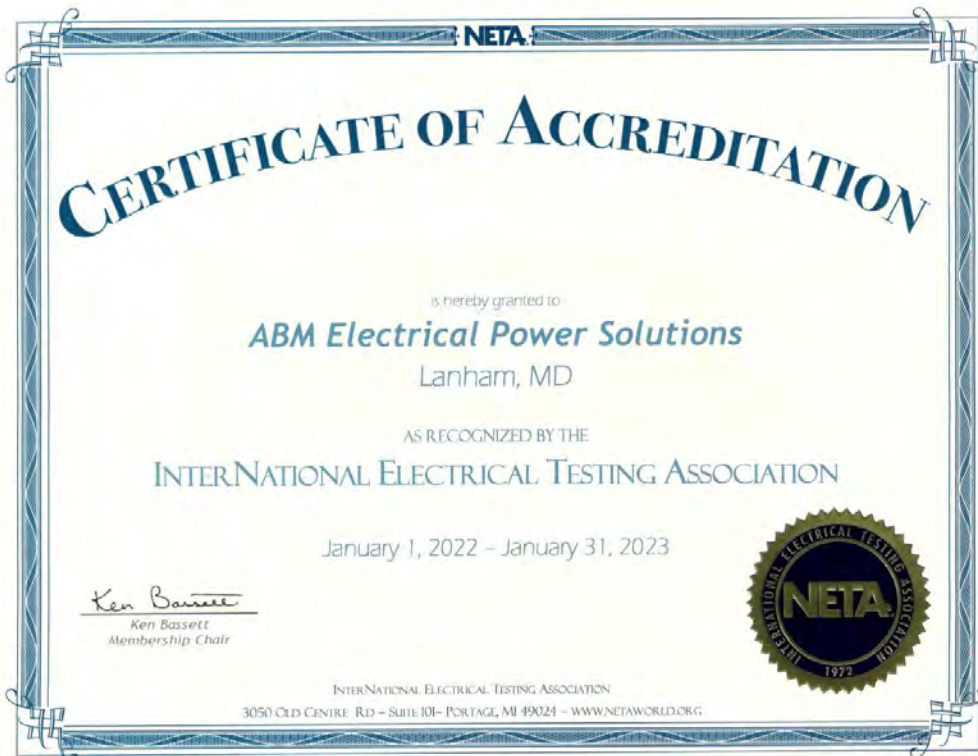 NETA
CERTIFICATE OF ACCREDITATION
is hereby granted to
ABM Electrical Power Solutions
Lanham, MD
AS RECOGNIZED BY THE
INTERNATIONAL ELECTRICAL TESTING ASSOCIATION
January 1, 2022 – January 31, 2023
Ken Bassett
Ken Bassett
Membership Chair
INTERNATIONAL ELECTRICAL TESTING ASSOCIATION
NETA
1972
INTERNATIONAL ELECTRICAL TESTING ASSOCIATION
3050 OLD CENTRE RD – SUITE 101– PORTAGE, MI 49024 – WWW.NETAWORLD.ORG